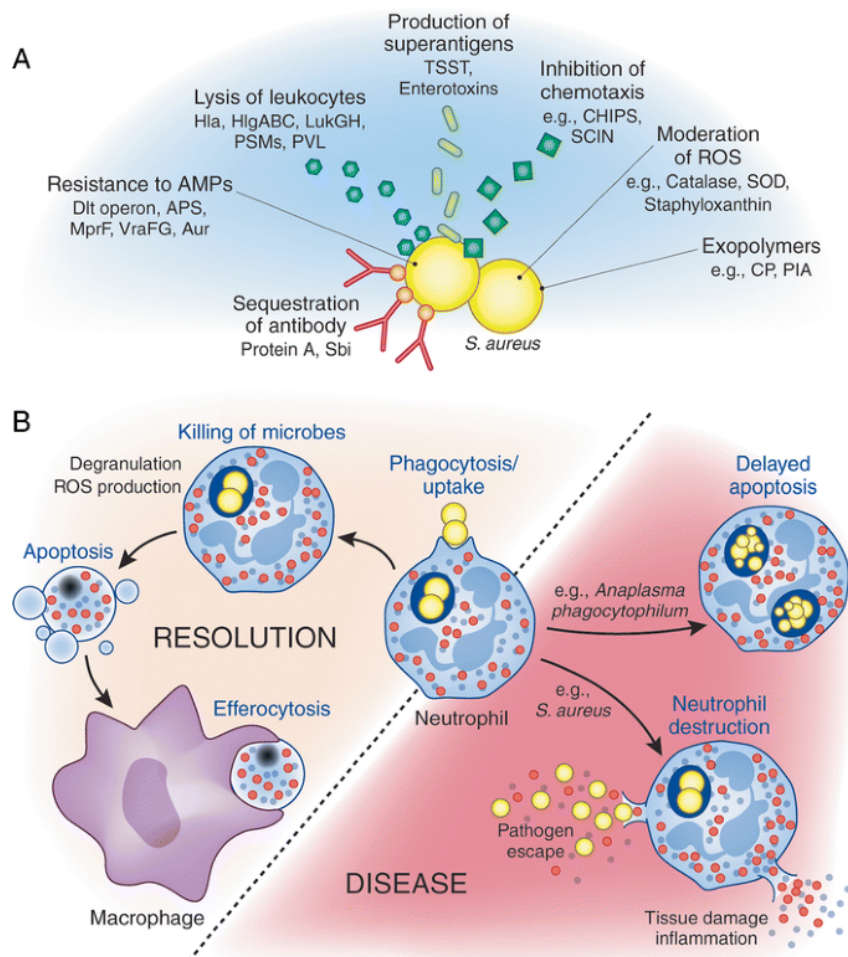 A
Production of
superantigens
TSST,
Enterotoxins
Inhibition of
chemotaxis
e.g., CHIPS,
SCIN
Lysis of leukocytes
Hla, HlgABC, LukGH,
PSMs, PVL
Moderation
of ROS
e.g., Catalase, SOD,
Staphyloxanthin
Resistance to AMPs
Dlt operon, APS,
MprF, VraFG, Aur
Exopolymers
e.g., CP, PIA
Sequestration
of antibody
Protein A, Sbi
S. aureus
B
Killing of microbes
Degranulation
ROS production
Phagocytosis/
uptake
Delayed
apoptosis
Apoptosis
e.g., Anaplasma
phagocytophilum
RESOLUTION
Efferocytosis
Neutrophil
e.g.,
S. aureus
Neutrophil
destruction
Pathogen
escape
DISEASE
Macrophage
Tissue damage
inflammation